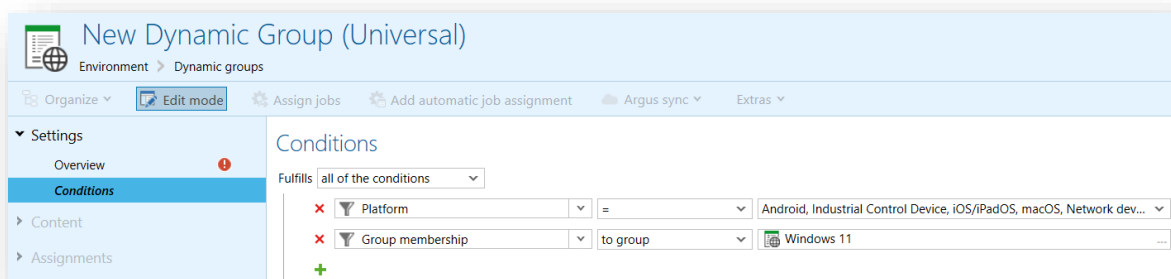 New Dynamic Group (Universal)
Environment > Dynamic groups
Organize Edit mode Assign jobs Add automatic job assignment Argus sync Extras
Settings
Overview
Conditions
Content
Assignments
Conditions
Fulfills all of the conditions
Platform = Android, Industrial Control Device, iOS/iPadOS, macOS, Network dev...
Group membership to group Windows 11 ...